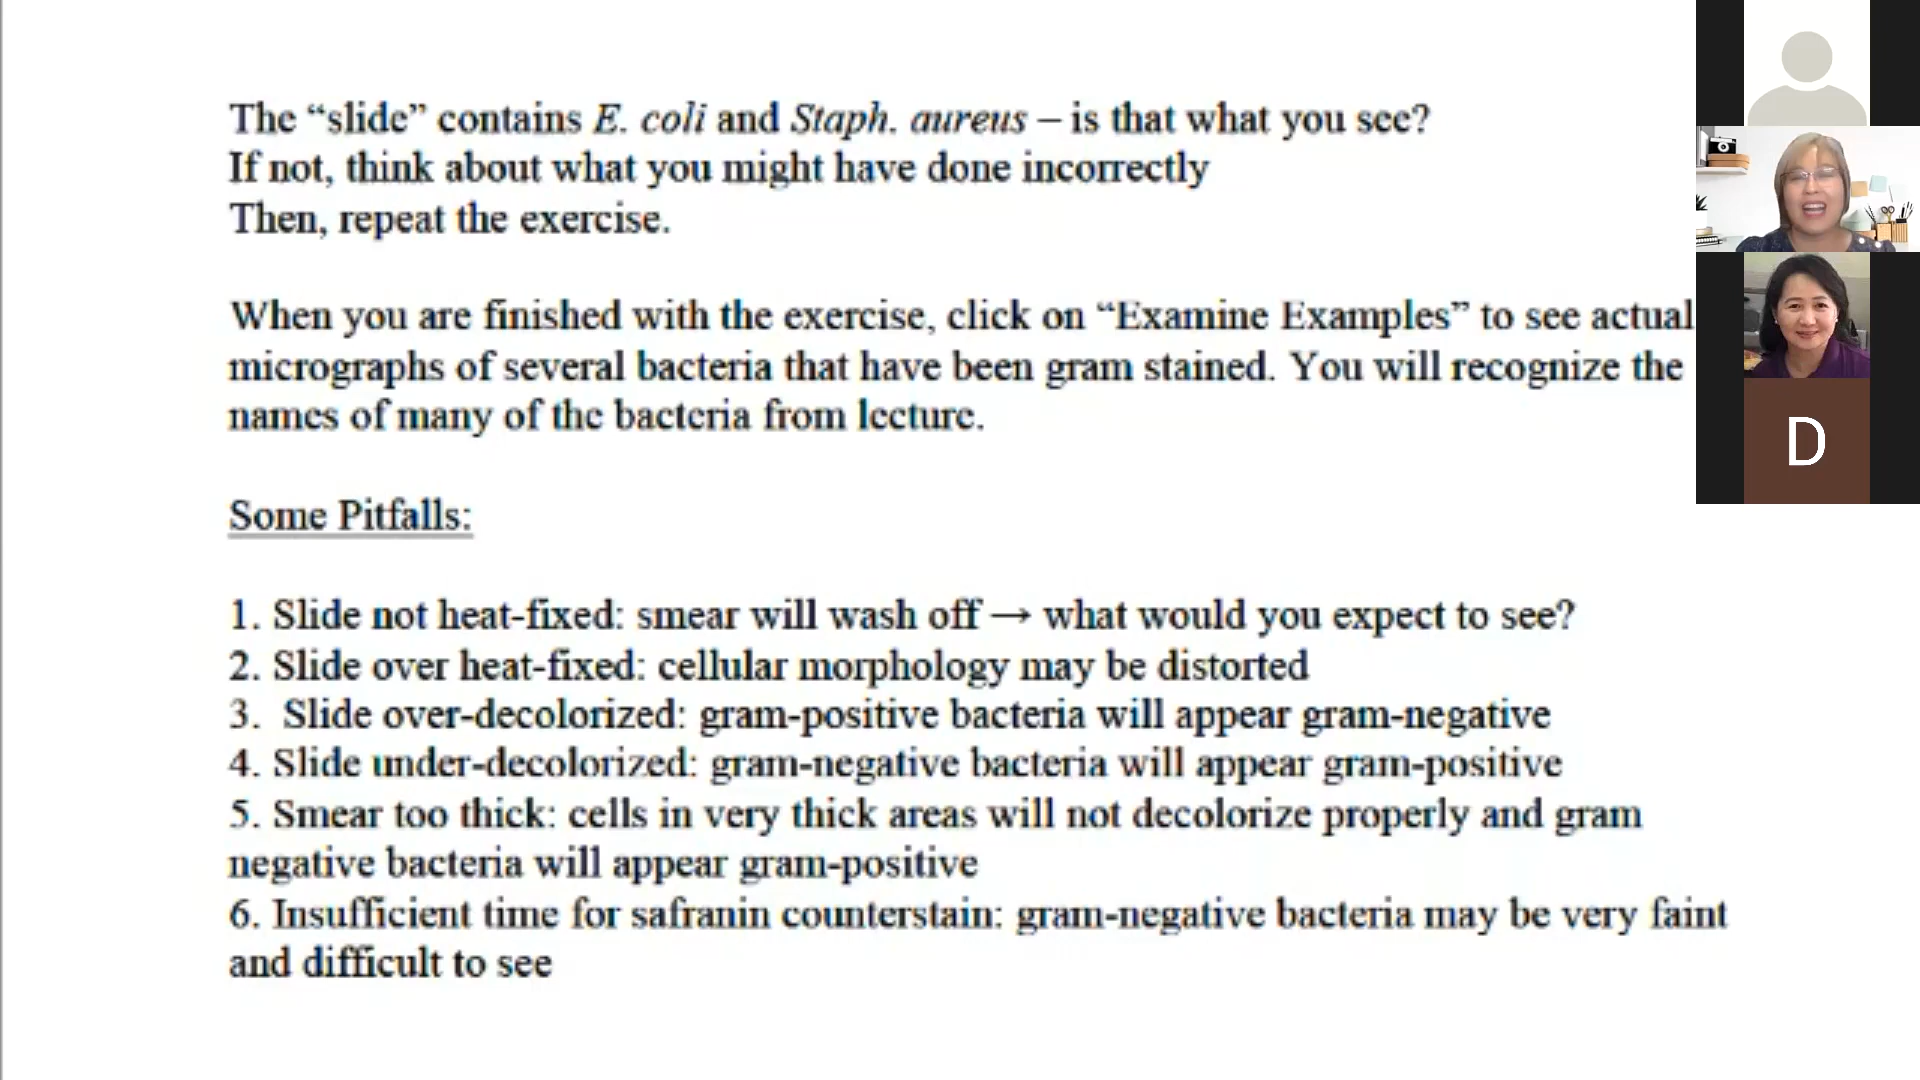 The “slide” contains E. coli and Staph. aureus – is that what you see?
If not, think about what you might have done incorrectly
Then, repeat the exercise.
When you are finished with the exercise, click on “Examine Examples” to see actual
micrographs of several bacteria that have been gram stained. You will recognize the
names of many of the bacteria from lecture.
Some Pitfalls:
1. Slide not heat-fixed: smear will wash off → what would you expect to see?
2. Slide over heat-fixed: cellular morphology may be distorted
3. Slide over-decolorized: gram-positive bacteria will appear gram-negative
4. Slide under-decolorized: gram-negative bacteria will appear gram-positive
5. Smear too thick: cells in very thick areas will not decolorize properly and gram
negative bacteria will appear gram-positive
6. Insufficient time for safranin counterstain: gram-negative bacteria may be very faint
and difficult to see
D